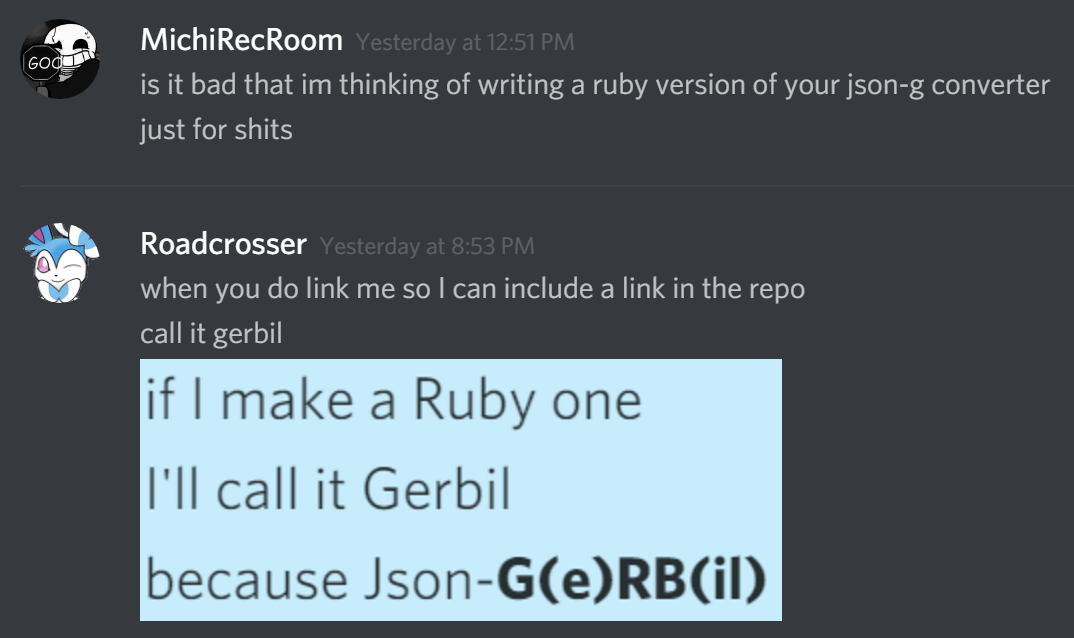 GOO
MichiRecRoom Yesterday at 12:51 PM
is it bad that im thinking of writing a ruby version of your json-g converter
just for shits
Roadcrosser Yesterday at 8:53 PM
when you do link me so I can include a link in the repo
call it gerbil
if I make a Ruby one
I'll call it Gerbil
because Json-G(e)RB(il)